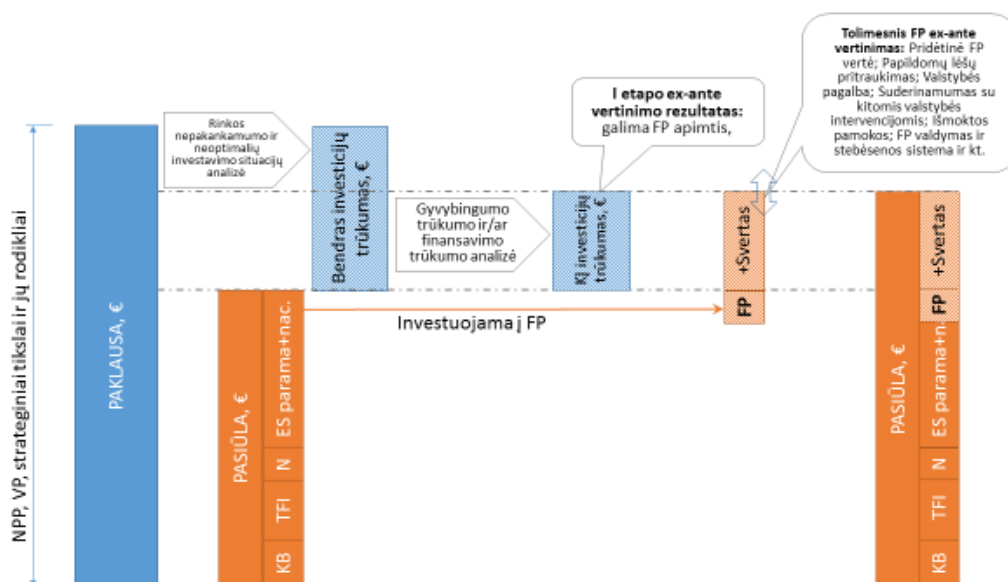 NPP, VP, strateginiai tikslai ir jų rodikliai
PAKLAUSA, €
Rinkos
nepakankamumo ir
neoptimalių
investavimo situacijų
analizė
PASIŪLA, €
ES parama+nac.
N
TFI
KB
Bendras investicijų
trūkumas, €
Gyvybingumo
trūkumo ir/ar
finansavimo
trūkumo analizė
Investuojama į FP
KĮ investicijų
trūkumas, €
I etapo ex-ante
vertinimo rezultatas:
galima FP apimtis,
+Svertas
FP
Tolimesnis FP ex-ante
vertinimas: Pridėtinė FP
vertė; Papildomų lėšų
pritraukimas; Valstybės
pagalba; Suderinamumas su
kitomis valstybės
intervencijomis; Išmoktos
pamokos; FP valdymas ir
stebėsenos sistema ir kt.
PASIŪLA, €
+Svertas
FP
ES parama+n.
N
TFI
KB